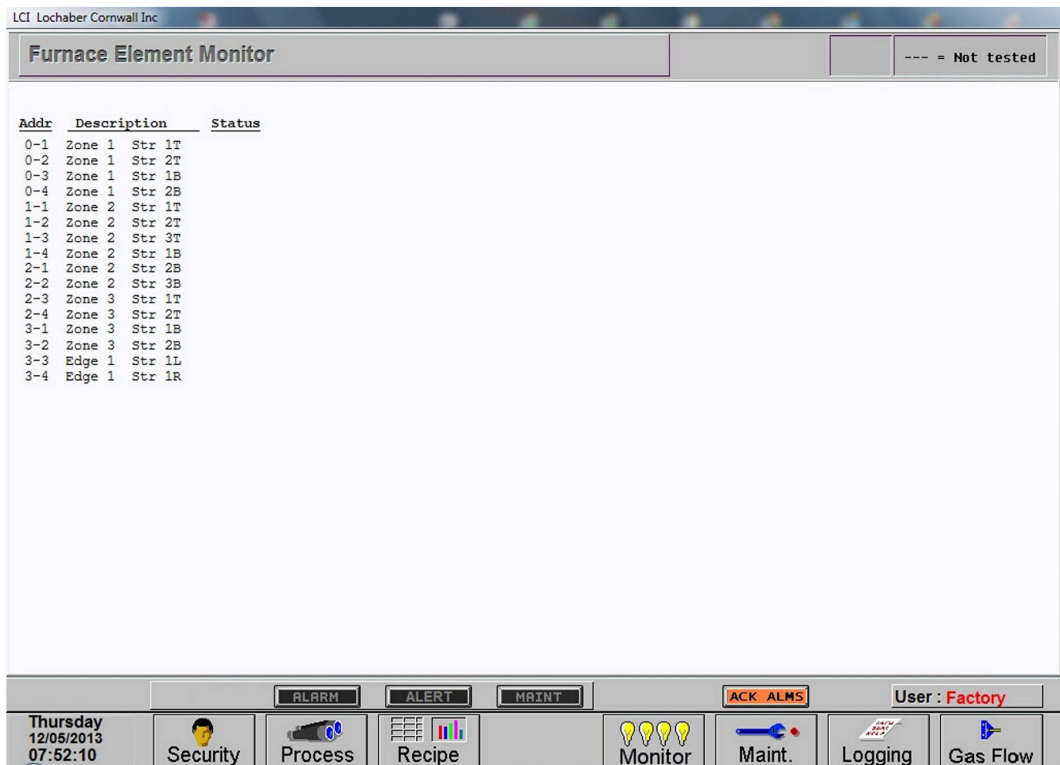 LCI Lochaber Cornwall Inc
Furnace Element Monitor
--- = Not tested
Addr Description Status
0-1 Zone 1 Str 1T
0-2 Zone 1 Str 2T
0-3 Zone 1 Str 1B
0-4 Zone 1 Str 2B
1-1 Zone 2 Str 1T
1-2 Zone 2 Str 2T
1-3 Zone 2 Str 3T
1-4 Zone 2 Str 1B
2-1 Zone 2 Str 2B
2-2 Zone 2 Str 3B
2-3 Zone 3 Str 1T
2-4 Zone 3 Str 2T
3-1 Zone 3 Str 1B
3-2 Zone 3 Str 2B
3-3 Edge 1 Str 1L
3-4 Edge 1 Str 1R
ALARM ALERT MAINT ACK ALMS User : Factory
Thursday
12/05/2013
07:52:10
Security Process Recipe Monitor Maint. Logging Gas Flow